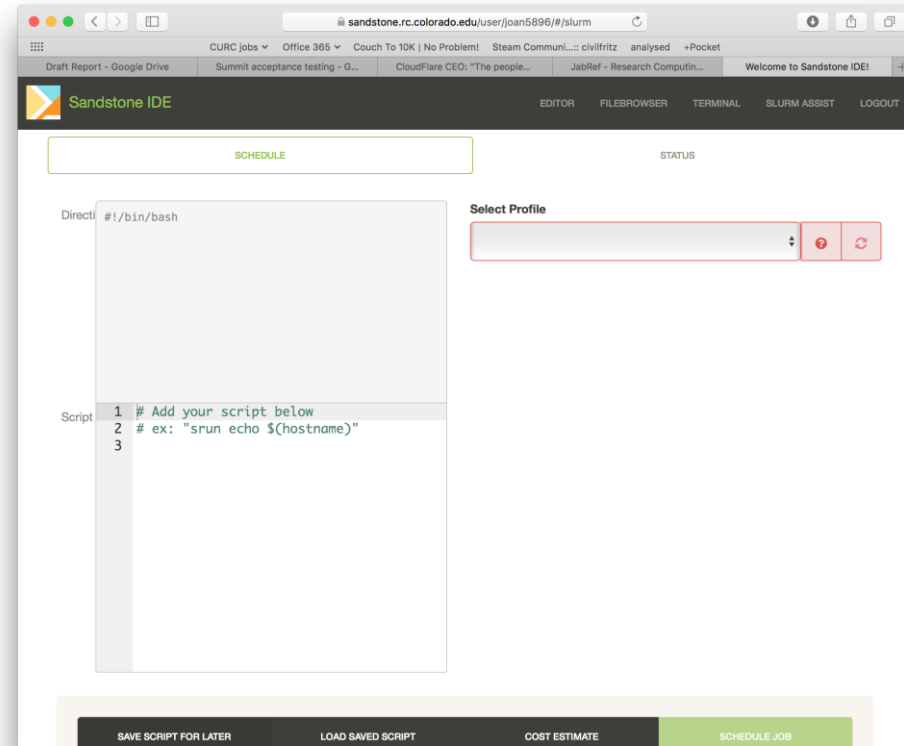 sandstone.rc.colorado.edu/user/joan5896/#/slurm
CURC jobs Office 365 Couch To 10K | No Problem! Steam Communi...:: civilfritz analysed +Pocket
Draft Report - Google Drive Summit acceptance testing - G... CloudFlare CEO: "The people... JabRef - Research Computin... Welcome to Sandstone IDE!
Sandstone IDE EDITOR FILEBROWSER TERMINAL SLURM ASSIST LOGOUT
SCHEDULE STATUS
Directi #!/bin/bash
Select Profile
Script
1 # Add your script below
2 # ex: "srun echo $(hostname)"
3
SAVE SCRIPT FOR LATER LOAD SAVED SCRIPT COST ESTIMATE SCHEDULE JOB